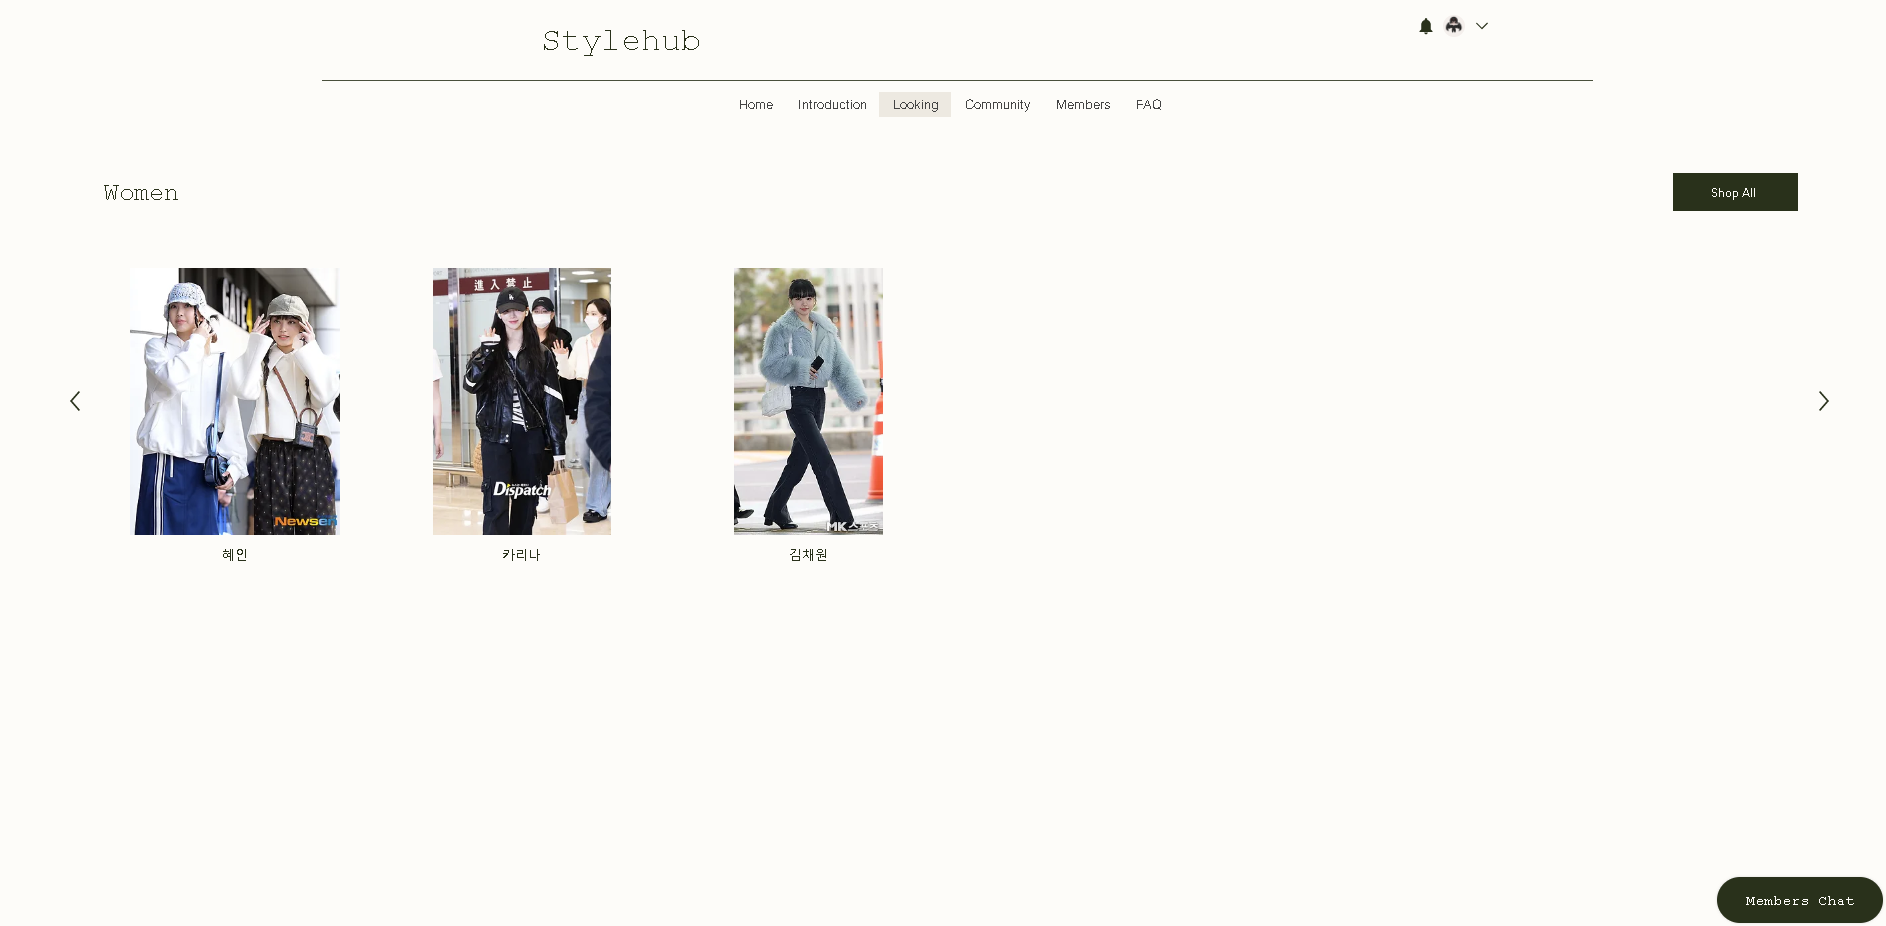 Stylehub
Home Introduction Looking Community Members FAQ
Women
Shop All
進入禁止
GATE
Newsen
Dispatch
MK스포츠
혜인
카리나
김채원
Members Chat